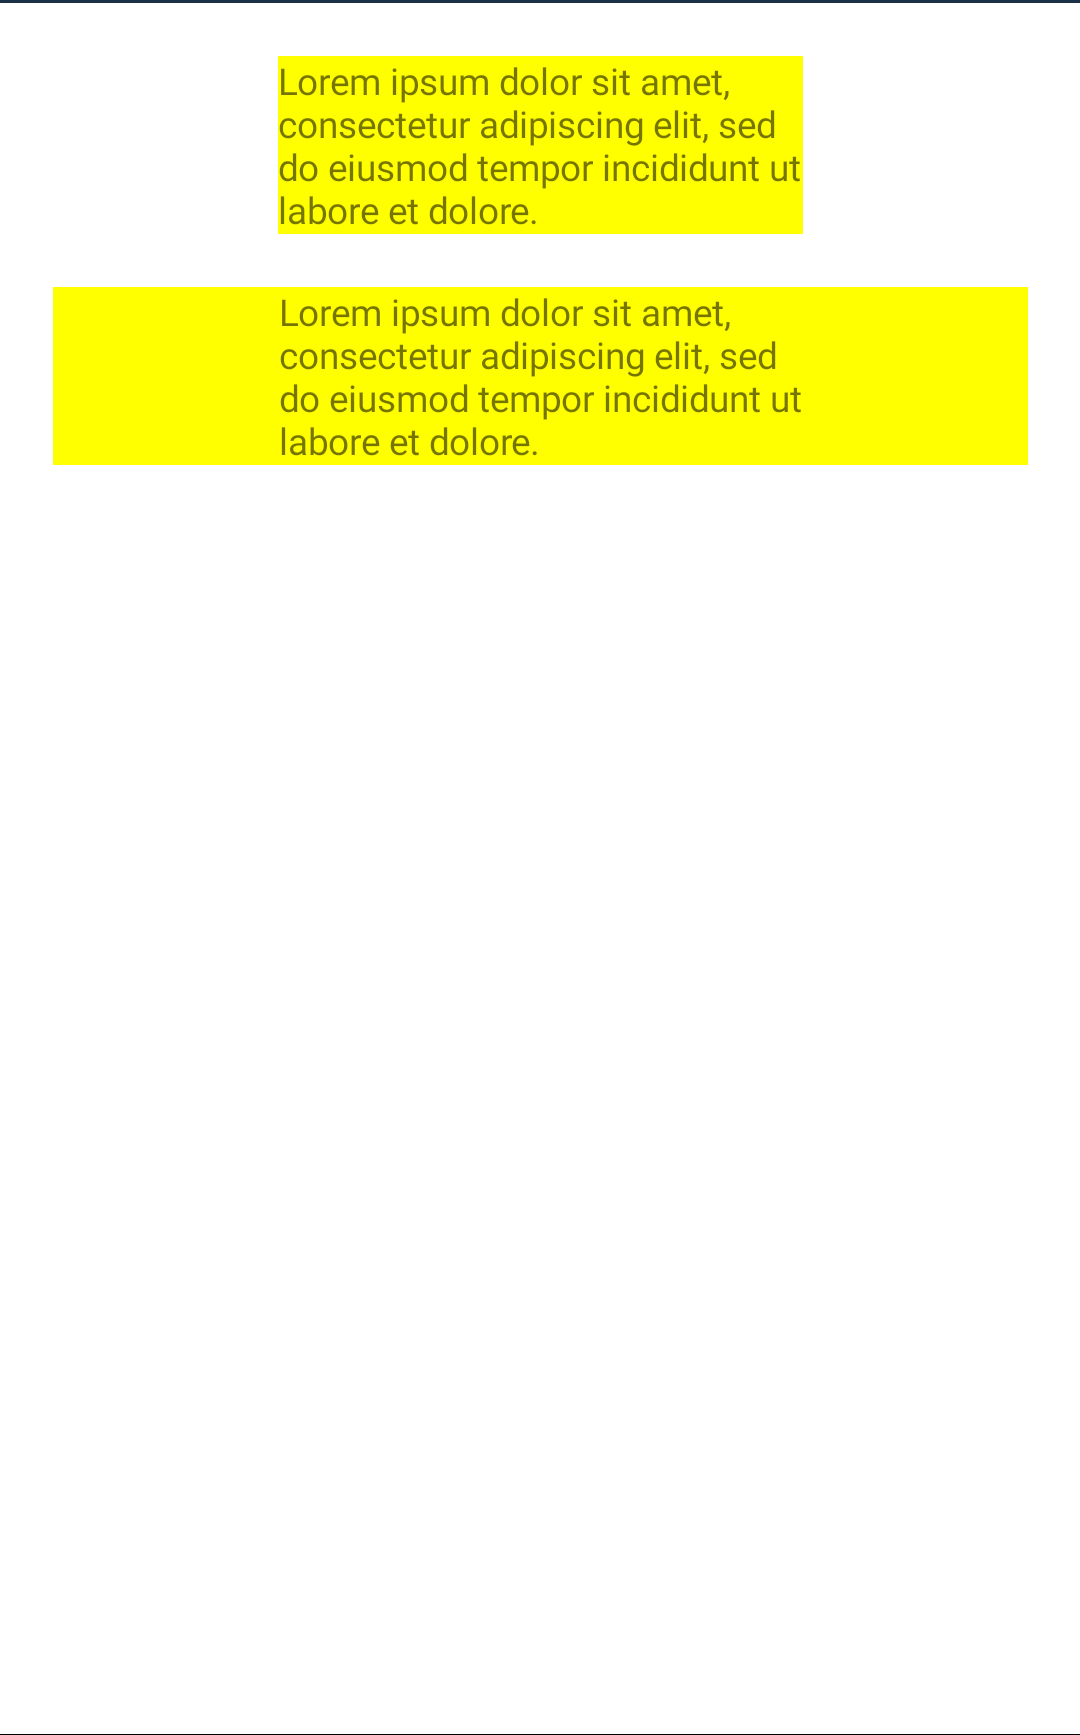 Lorem ipsum dolor sit amet,
consectetur adipiscing elit, sed
do eiusmod tempor incididunt ut
labore et dolore.
Lorem ipsum dolor sit amet,
consectetur adipiscing elit, sed
do eiusmod tempor incididunt ut
labore et dolore.